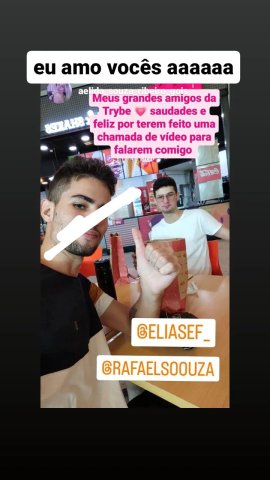 eu amo vocês aaaaaa
Meus grandes amigos da
Trybe 💗 saudades e
feliz por terem feito uma
chamada de vídeo para
falarem comigo
@ELIASEF_
@RAFAELSOOUZA